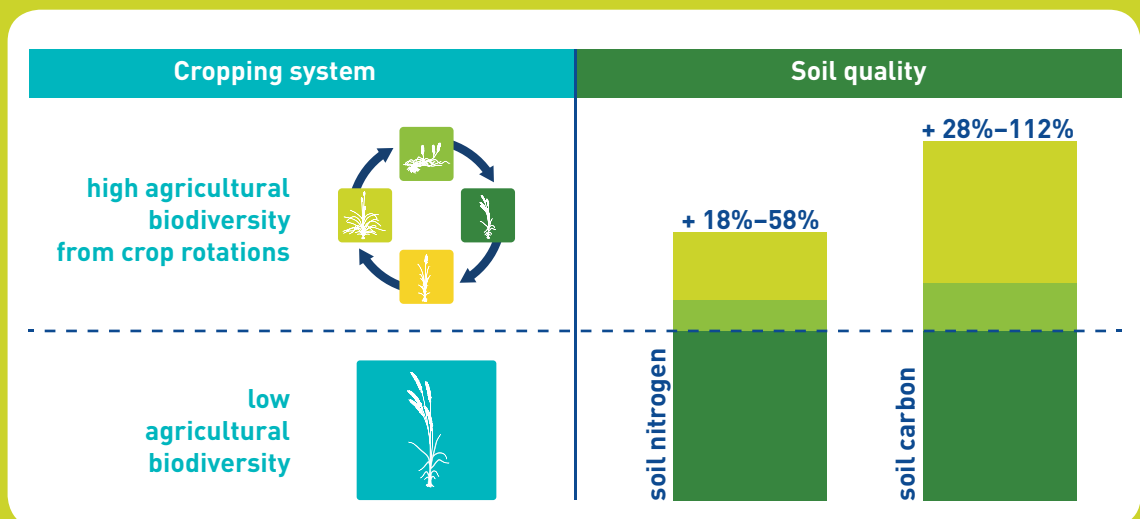 Cropping system
Soil quality
high agricultural
biodiversity
from crop rotations
+ 18%–58%
+ 28%–112%
low
agricultural
biodiversity
soil nitrogen
soil carbon